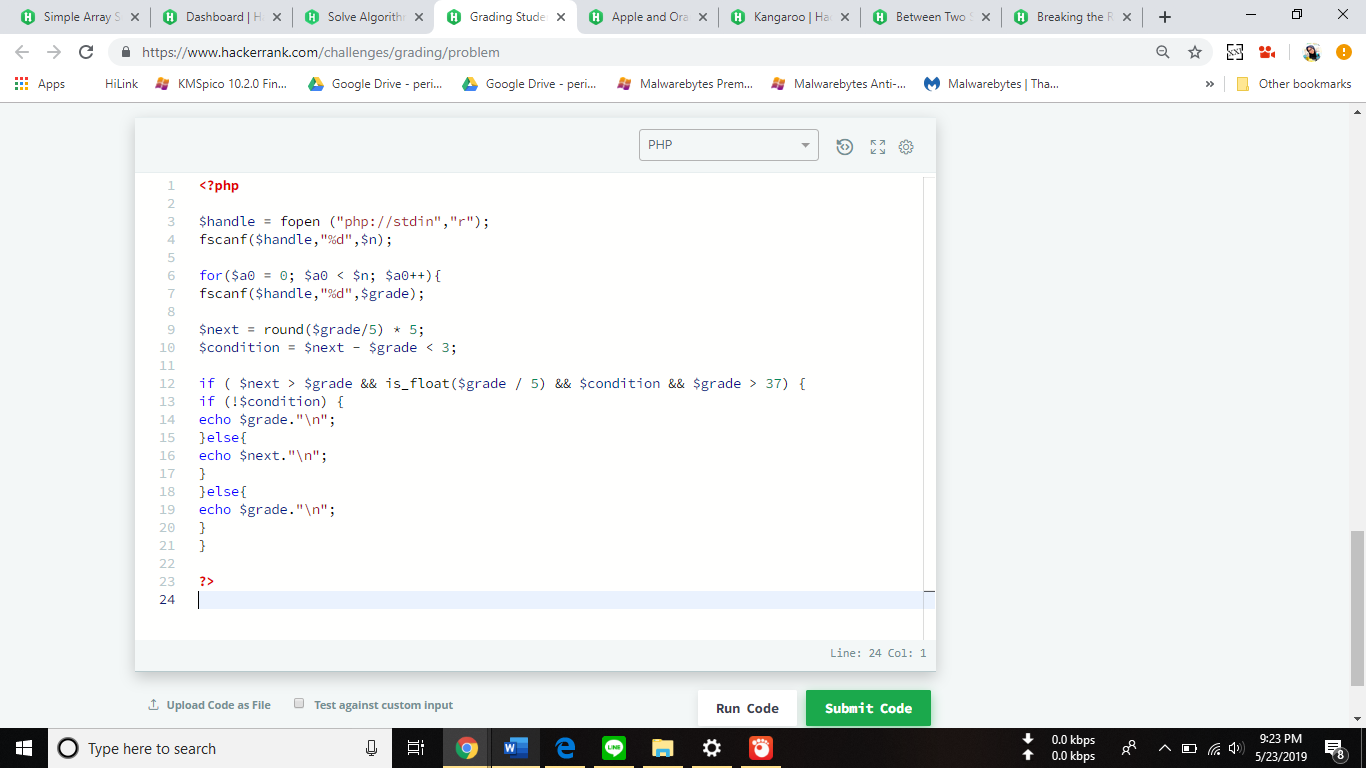 Simple Array S
Dashboard | H
Solve Algorith
Grading Stude
Apple and Ora
Kangaroo | Ha
Between Two S
Breaking the R
https://www.hackerrank.com/challenges/grading/problem
Apps
HiLink
KMSpico 10.2.0 Fin...
Google Drive - peri...
Google Drive - peri...
Malwarebytes Prem...
Malwarebytes Anti-...
Malwarebytes | Tha...
»
Other bookmarks
PHP
1 <?php
2
3 $handle = fopen ("php://stdin","r");
4 fscanf($handle,"%d",$n);
5
6 for($a0 = 0; $a0 < $n; $a0++){
7 fscanf($handle,"%d",$grade);
8
9 $next = round($grade/5) * 5;
10 $condition = $next - $grade < 3;
11
12 if ( $next > $grade && is_float($grade / 5) && $condition && $grade > 37) {
13 if (!$condition) {
14 echo $grade."\n";
15 }else{
16 echo $next."\n";
17 }
18 }else{
19 echo $grade."\n";
20 }
21 }
22
23 ?>
24
Line: 24 Col: 1
Upload Code as File
Test against custom input
Run Code
Submit Code
Type here to search
0.0 kbps
0.0 kbps
9:23 PM
5/23/2019
8